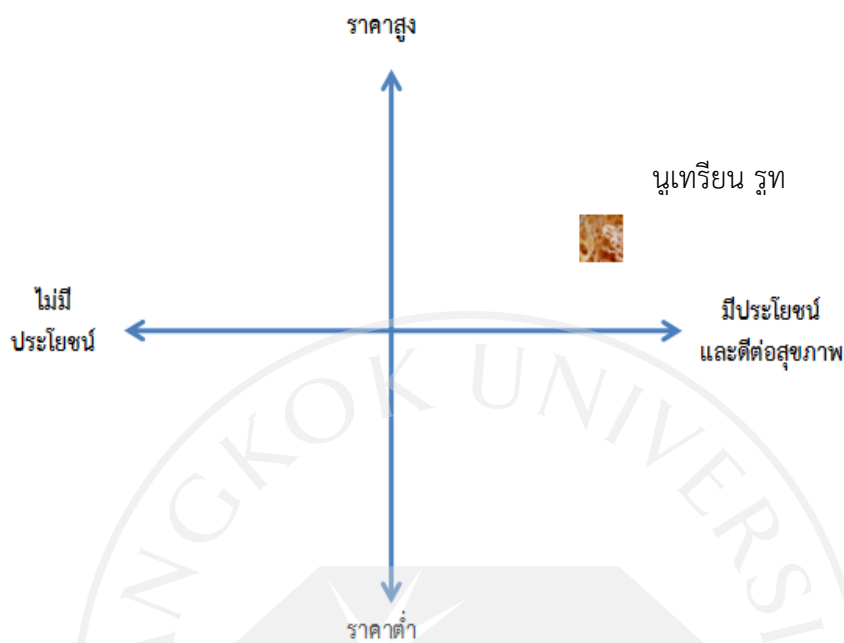 ราคาสูง
นูเทรียน รูท
ไม่มี
ประโยชน์
มีประโยชน์
และดีต่อสุขภาพ
ANGKOK UNIVERSI
ราคาต่ำ